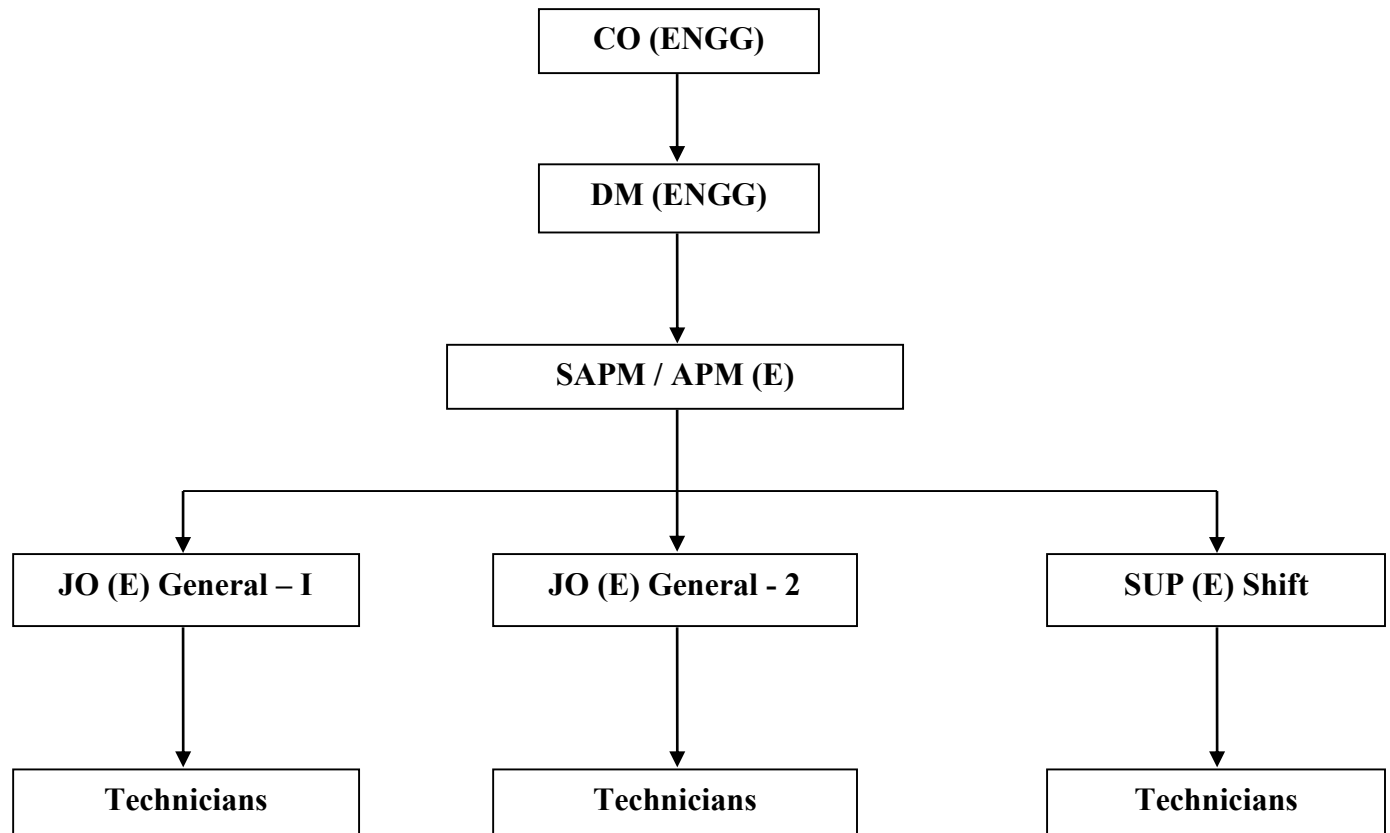 CO (ENGG)
DM (ENGG)
SAPM / APM (E)
JO (E) General – I
JO (E) General - 2
SUP (E) Shift
Technicians
Technicians
Technicians